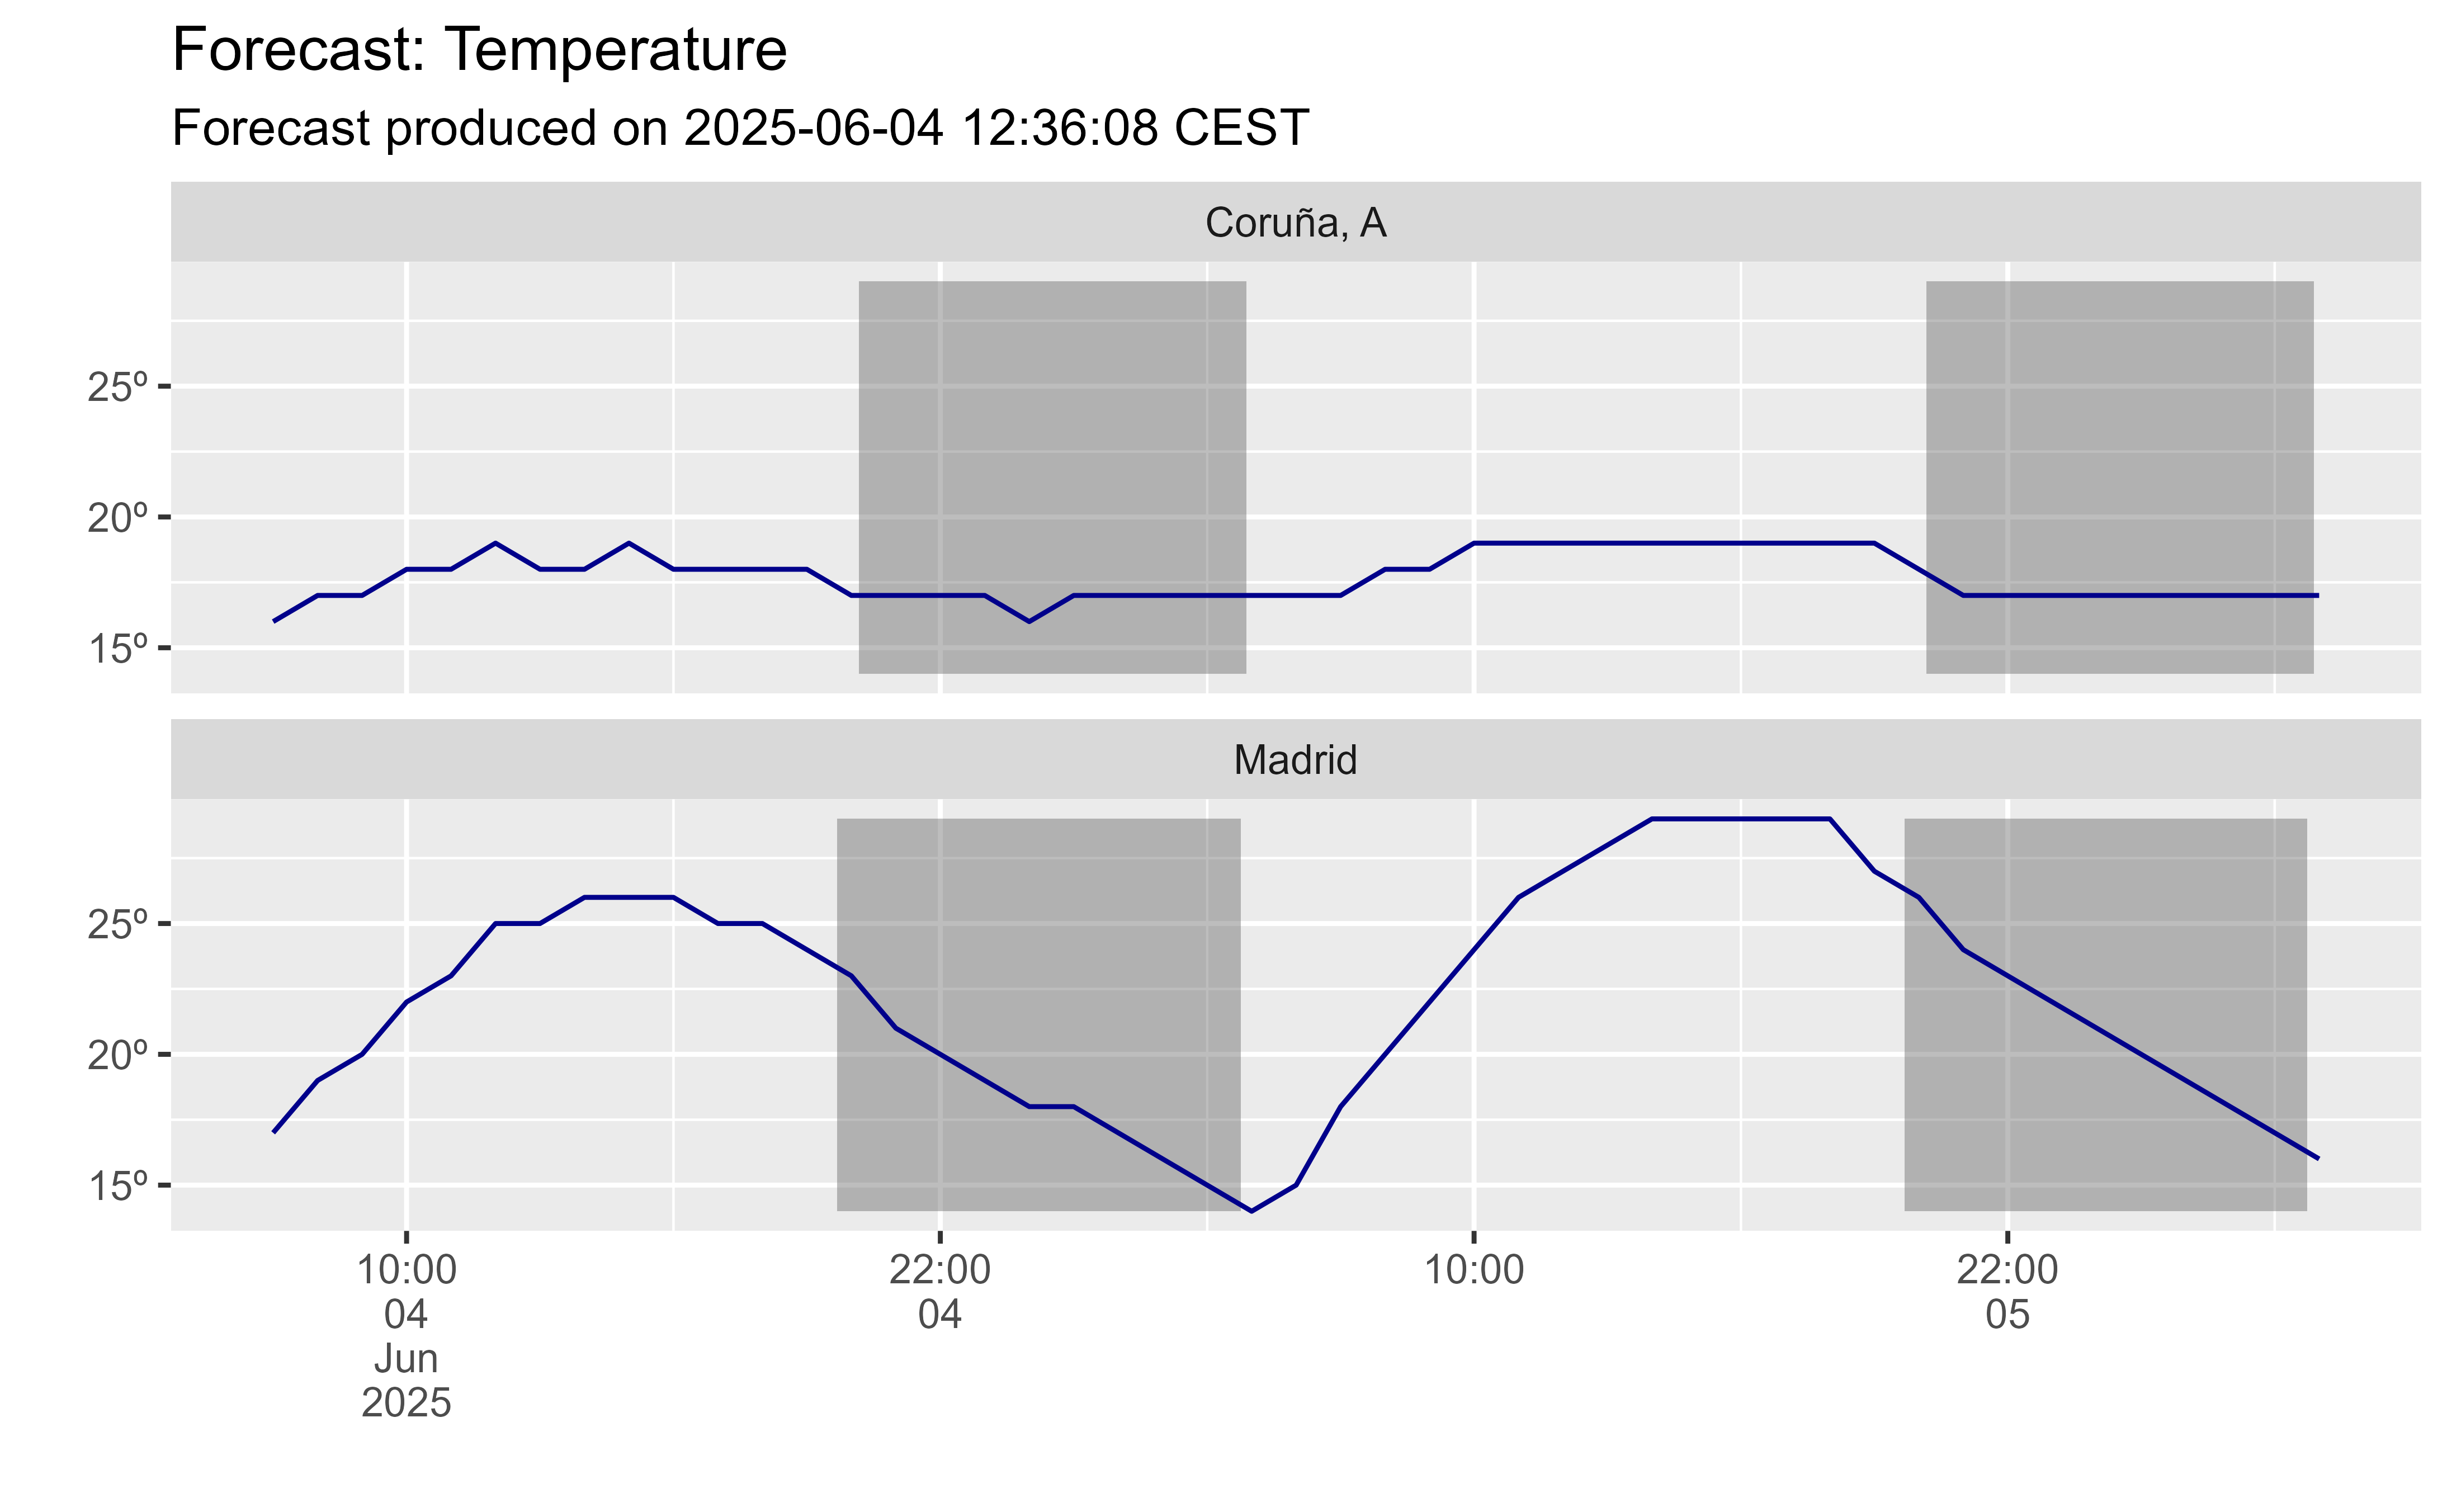 Forecast: Temperature
Forecast produced on 2025-06-04 12:36:08 CEST
Coruña, A
25º
20º
15º
Madrid
25º
20º
15º
10:00 22:00 10:00 22:00
04 04 05
Jun
2025